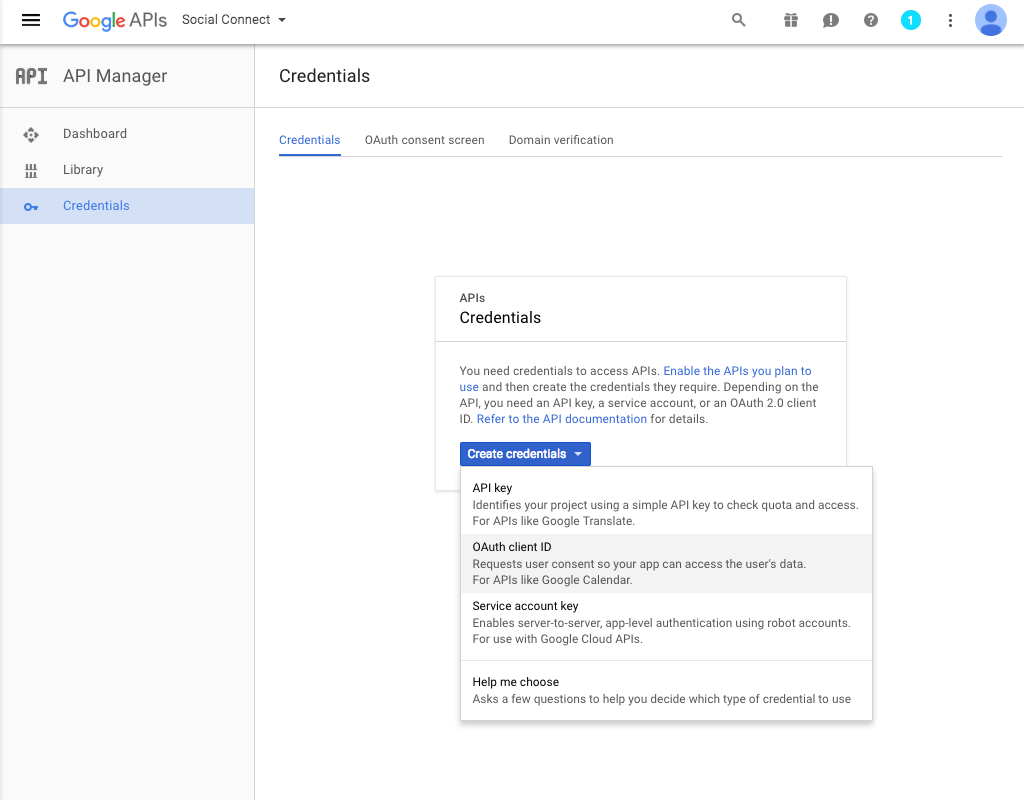 Google APIs Social Connect 1
API API Manager
Credentials
Dashboard
Library
Credentials
Credentials OAuth consent screen Domain verification
APIs
Credentials
You need credentials to access APIs. Enable the APIs you plan to
use and then create the credentials they require. Depending on the
API, you need an API key, a service account, or an OAuth 2.0 client
ID. Refer to the API documentation for details.
Create credentials
API key
Identifies your project using a simple API key to check quota and access.
For APIs like Google Translate.
OAuth client ID
Requests user consent so your app can access the user's data.
For APIs like Google Calendar.
Service account key
Enables server-to-server, app-level authentication using robot accounts.
For use with Google Cloud APIs.
Help me choose
Asks a few questions to help you decide which type of credential to use